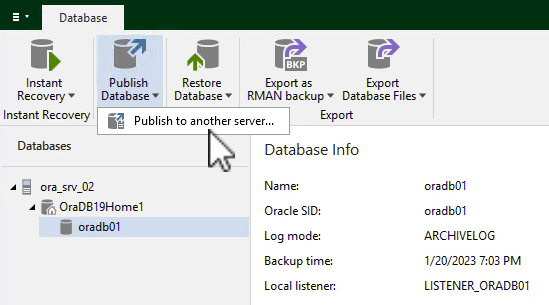 Database
Instant Recovery
Publish Database
Restore Database
BKP
Export as RMAN backup
Export Database Files
Instant Recovery
Export
Publish to another server...
Databases
ora_srv_02
OraDB19Home1
oradb01
Database Info
Name: oradb01
Oracle SID: oradb01
Log mode: ARCHIVELOG
Backup time: 1/20/2023 7:03 PM
Local listener: LISTENER_ORADB01